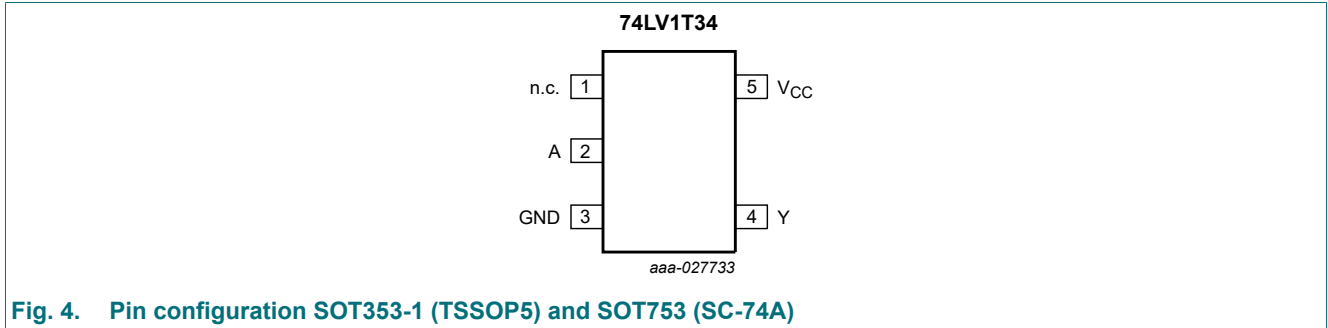 74LV1T34
n.c. 1
5 VCC
A 2
GND 3
4 Y
aaa-027733
Fig. 4. Pin configuration SOT353-1 (TSSOP5) and SOT753 (SC-74A)